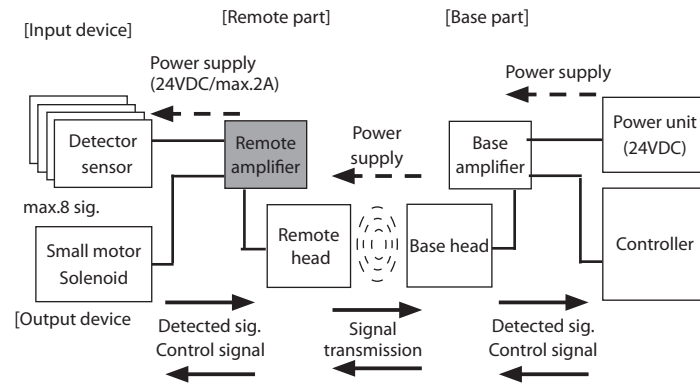 [Remote part]
[Base part]
[Input device]
Power supply
(24VDC/max.2A)
Power supply
Detector
sensor
Remote
amplifier
Power
supply
Base
amplifier
Power unit
(24VDC)
max.8 sig.
Small motor
Solenoid
Remote
head
Base head
Controller
[Output device
Detected sig.
Control signal
Signal
transmission
Detected sig.
Control signal